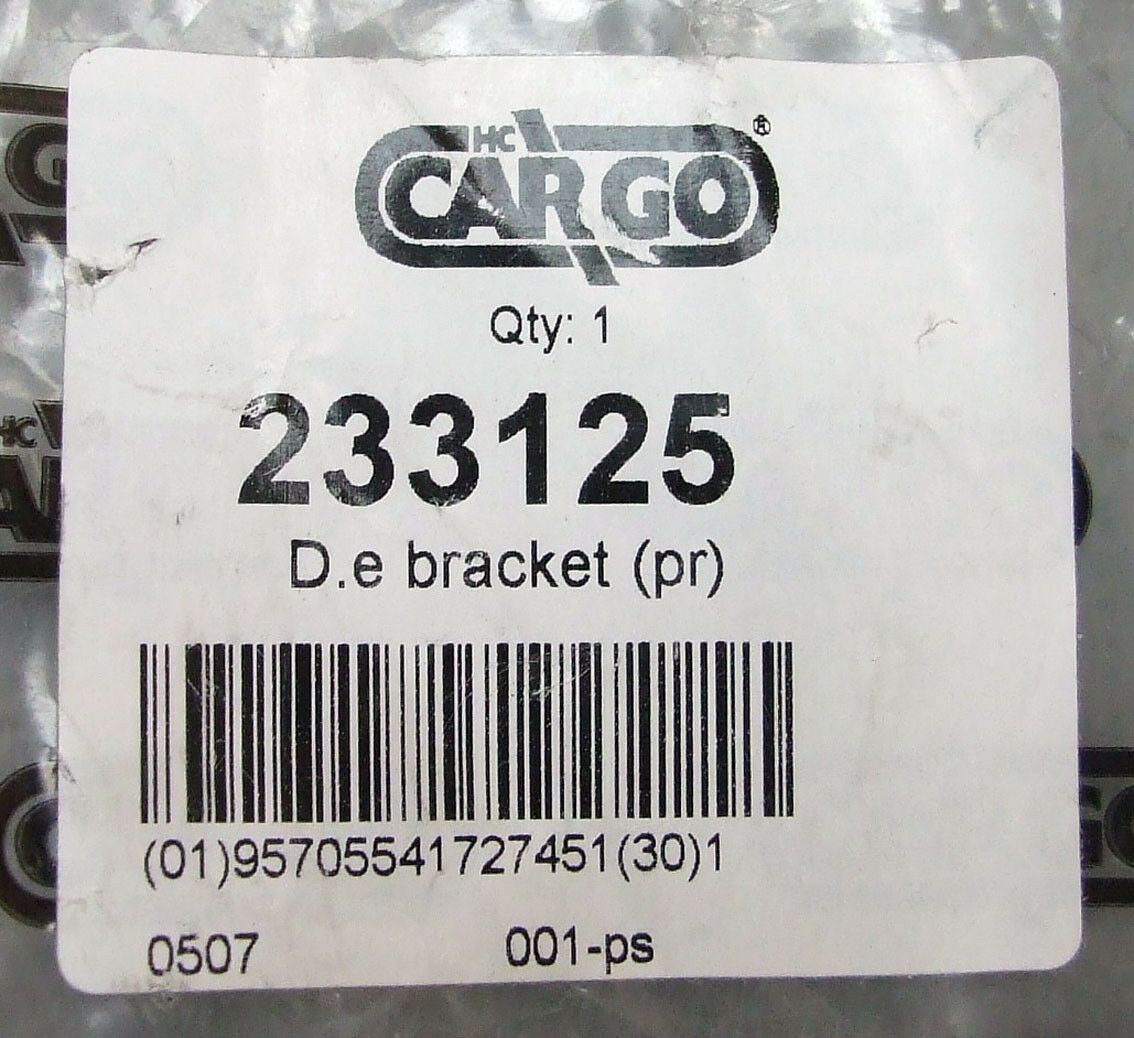 HC
CARGO®
Qty: 1
233125
D.e bracket (pr)
(01)95705541727451(30)1
0507 001-ps